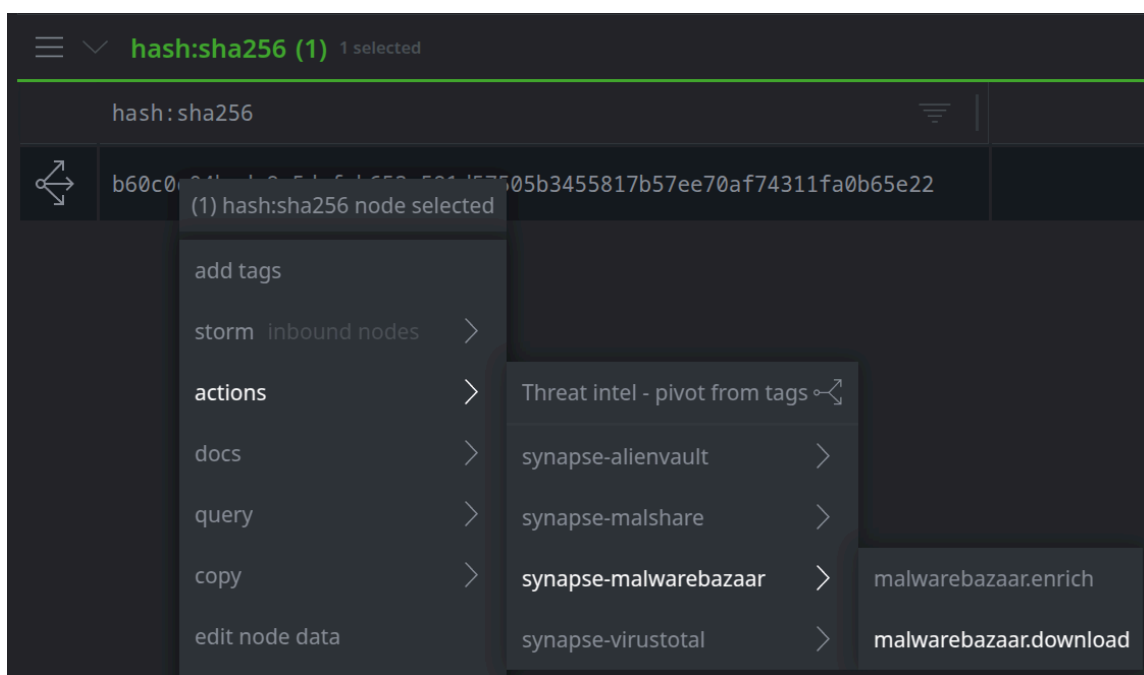 hash:sha256 (1) 1 selected
hash:sha256
505b3455817b57ee70af74311fa0b65e22
(1) hash:sha256 node selected
add tags
storm inbound nodes
actions
Threat intel - pivot from tags
docs
synapse-alienvault
query
synapse-malshare
copy
synapse-malwarebazaar
malwarebazaar.enrich
edit node data
synapse-virustotal
malwarebazaar.download